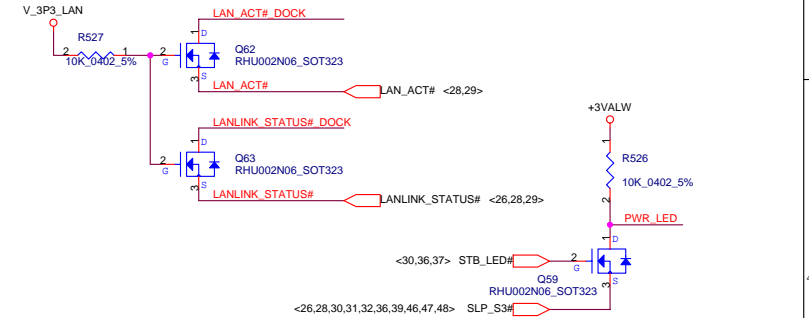 V_3P3_LAN
LAN_ACT#_DOCK
R527
1
D
2
1
2
Q62
10K_0402_5%
G
RHU002N06_SOT323
3
S
LAN_ACT#
LAN_ACT# <28,29>
LANLINK_STATUS#_DOCK
+3VALW
1
D
1
2
Q63
R526
G
RHU002N06_SOT323
3
S
10K_0402_5%
LANLINK_STATUS#
LANLINK_STATUS# <26,28,29>
2
PWR_LED
1
D
<30,36,37> STB_LED#
2
G
Q59
S
RHU002N06_SOT323
3
<26,28,30,31,32,36,39,46,47,48> SLP_S3#